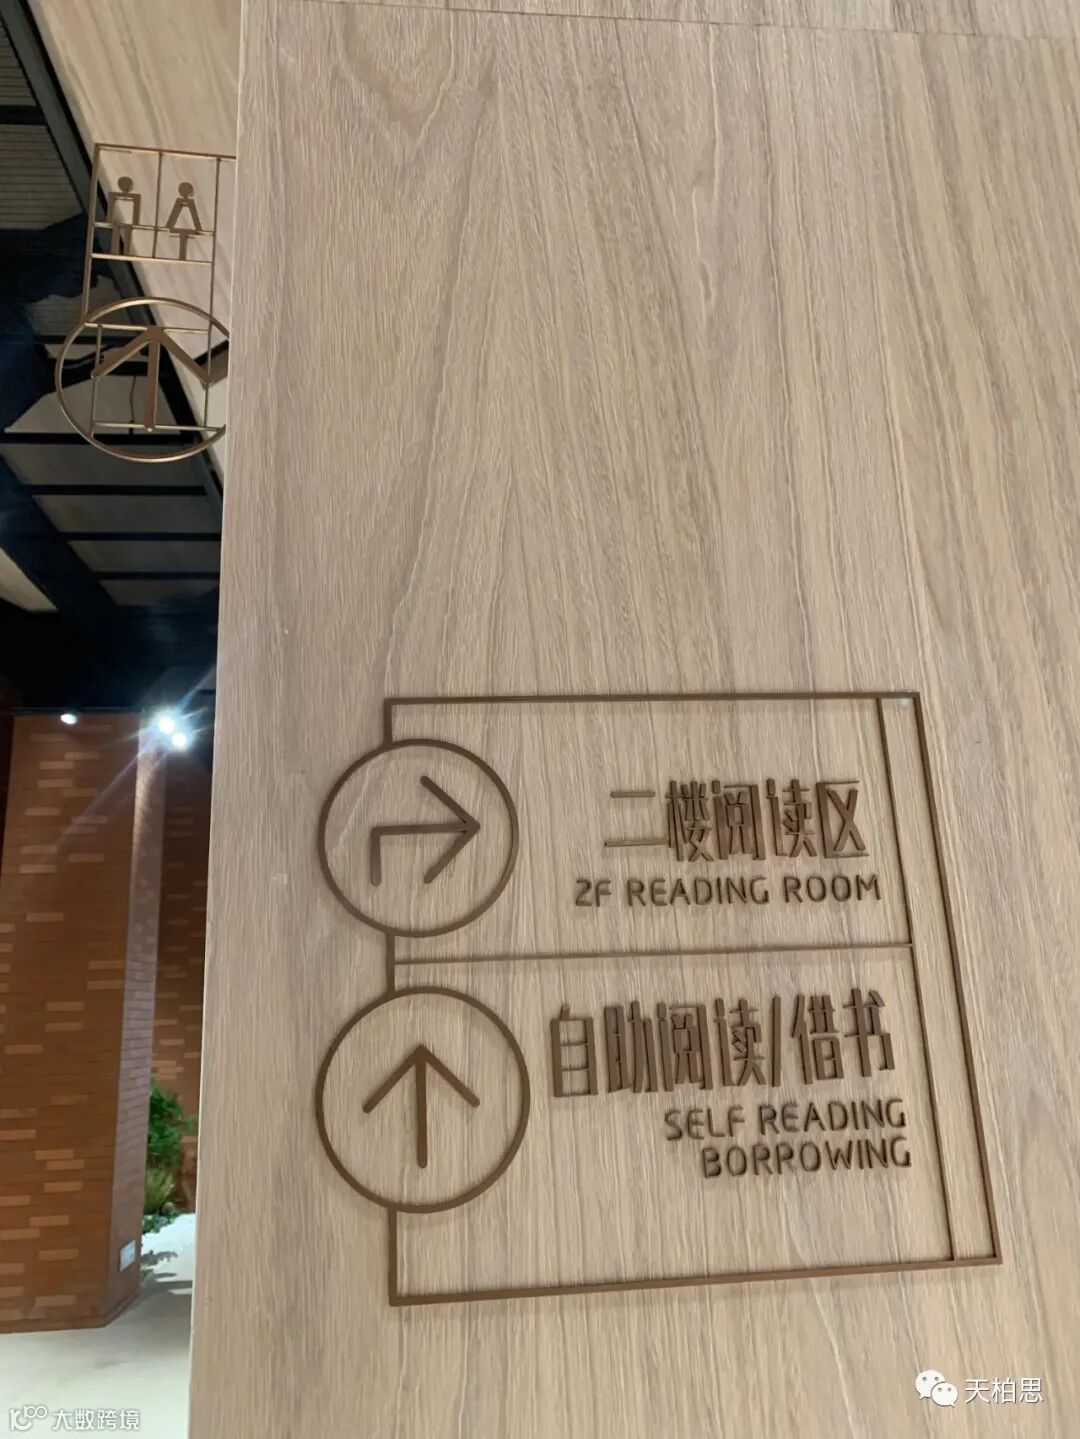 二楼阅读区
2F READING ROOM
自助阅读/借书
SELF READING
BORROWING
天柏思
大数跨境